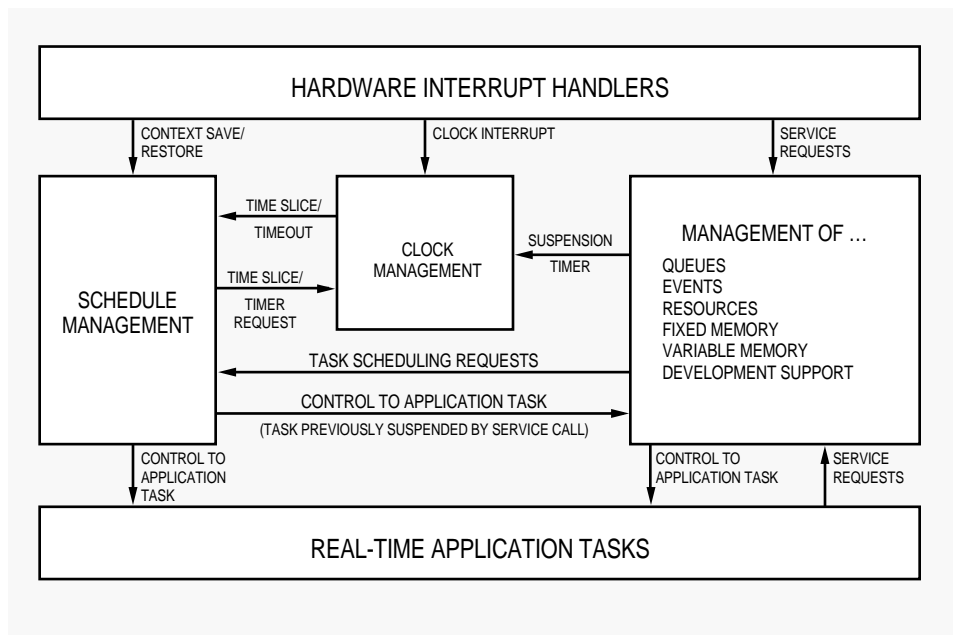 HARDWARE INTERRUPT HANDLERS
CONTEXT SAVE/
RESTORE
CLOCK INTERRUPT
SERVICE
REQUESTS
TIME SLICE/
TIMEOUT
TIME SLICE/
TIMER
REQUEST
SCHEDULE
MANAGEMENT
CLOCK
MANAGEMENT
SUSPENSION
TIMER
MANAGEMENT OF ...
QUEUES
EVENTS
RESOURCES
FIXED MEMORY
VARIABLE MEMORY
DEVELOPMENT SUPPORT
TASK SCHEDULING REQUESTS
CONTROL TO APPLICATION TASK
(TASK PREVIOUSLY SUSPENDED BY SERVICE CALL)
CONTROL TO
APPLICATION
TASK
CONTROL TO
APPLICATION TASK
SERVICE
REQUESTS
REAL-TIME APPLICATION TASKS